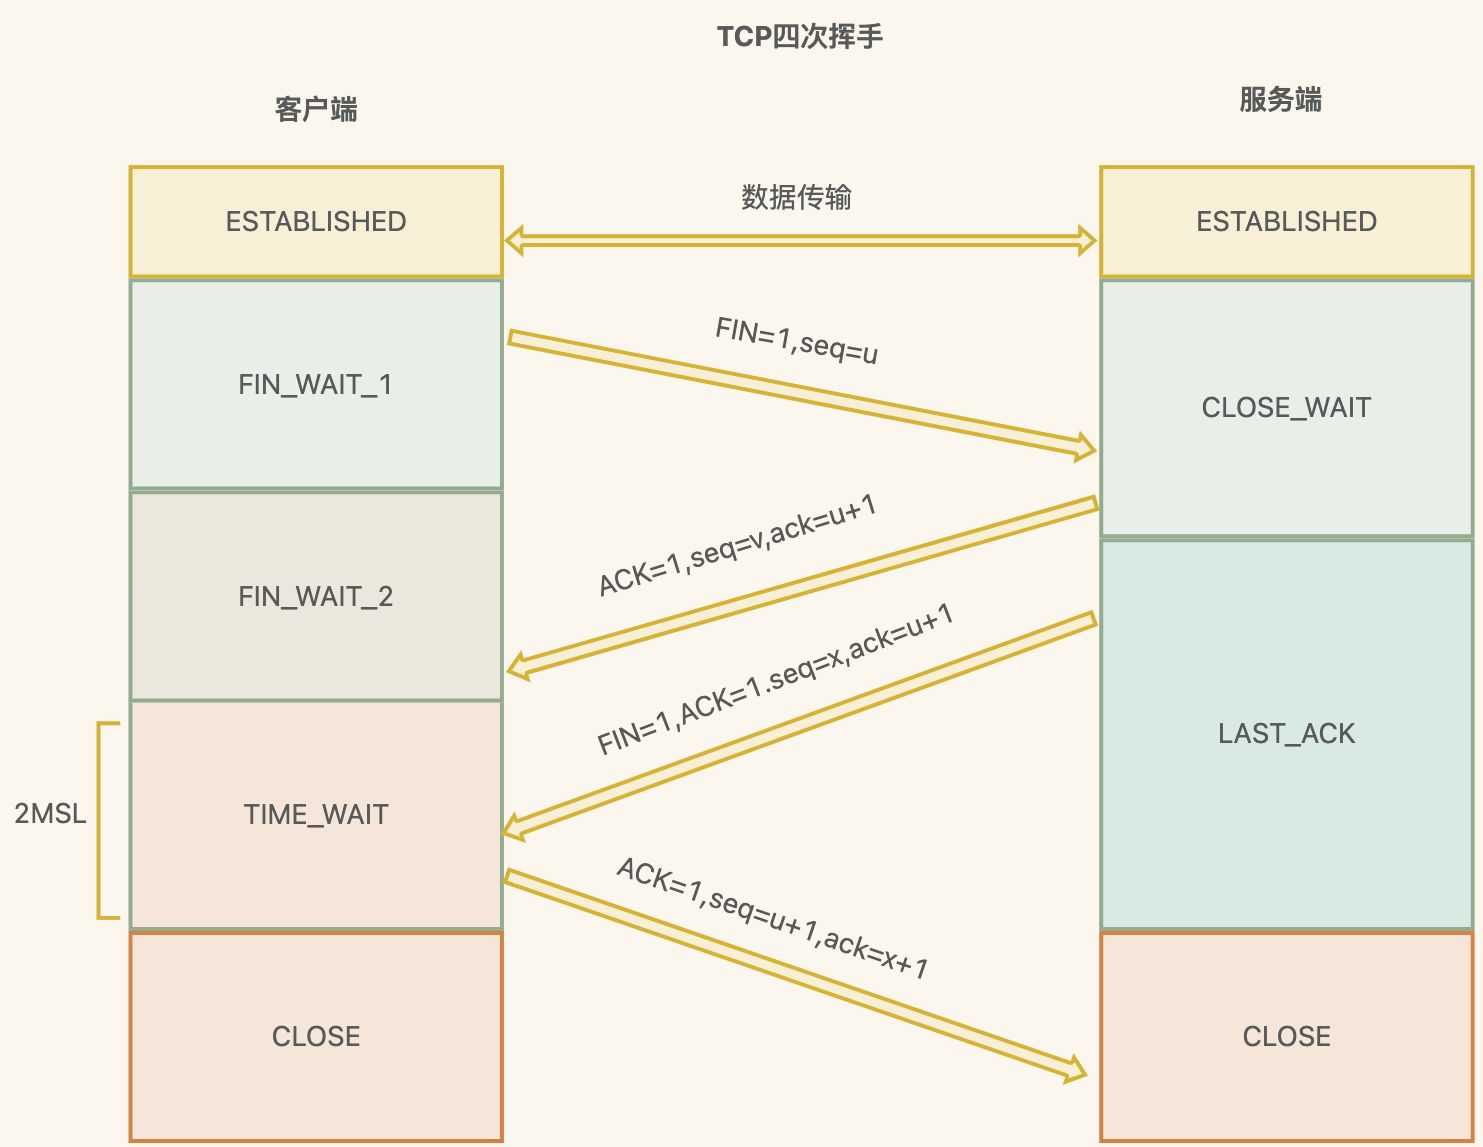 TCP四次挥手
客户端
服务端
ESTABLISHED
数据传输
ESTABLISHED
FIN_WAIT_1
FIN=1,seq=u
CLOSE_WAIT
ACK=1,seq=v,ack=u+1
FIN_WAIT_2
FIN=1,ACK=1.seq=x,ack=u+1
LAST_ACK
2MSL
TIME_WAIT
ACK=1,seq=u+1,ack=x+1
CLOSE
CLOSE